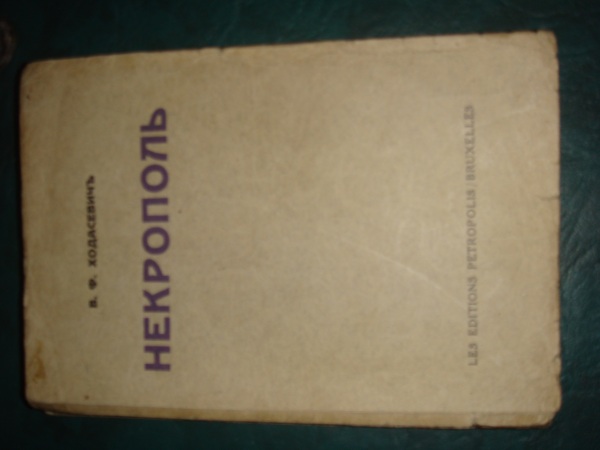 В. Ф. ХОДАСЕВИЧЪ
НЕКРОПОЛЬ
LES EDITIONS PETROPOLIS / BRUXELLES